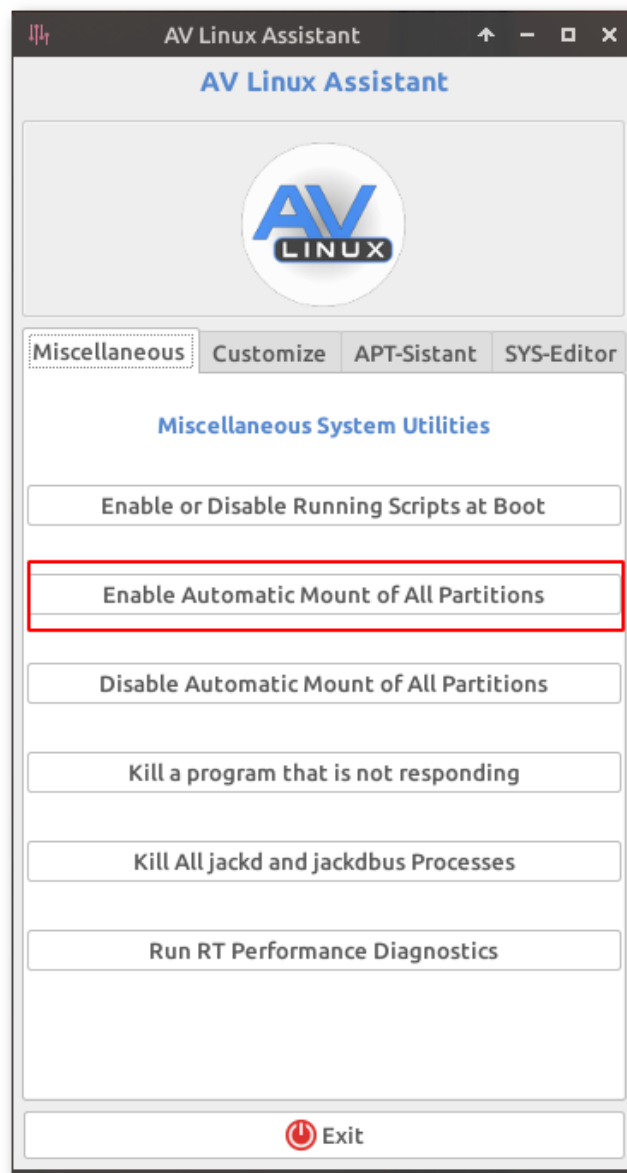 AV Linux Assistant
AV Linux Assistant
AV
LINUX
Miscellaneous Customize APT-Sistant SYS-Editor
Miscellaneous System Utilities
Enable or Disable Running Scripts at Boot
Enable Automatic Mount of All Partitions
Disable Automatic Mount of All Partitions
Kill a program that is not responding
Kill All jackd and jackdbus Processes
Run RT Performance Diagnostics
Exit